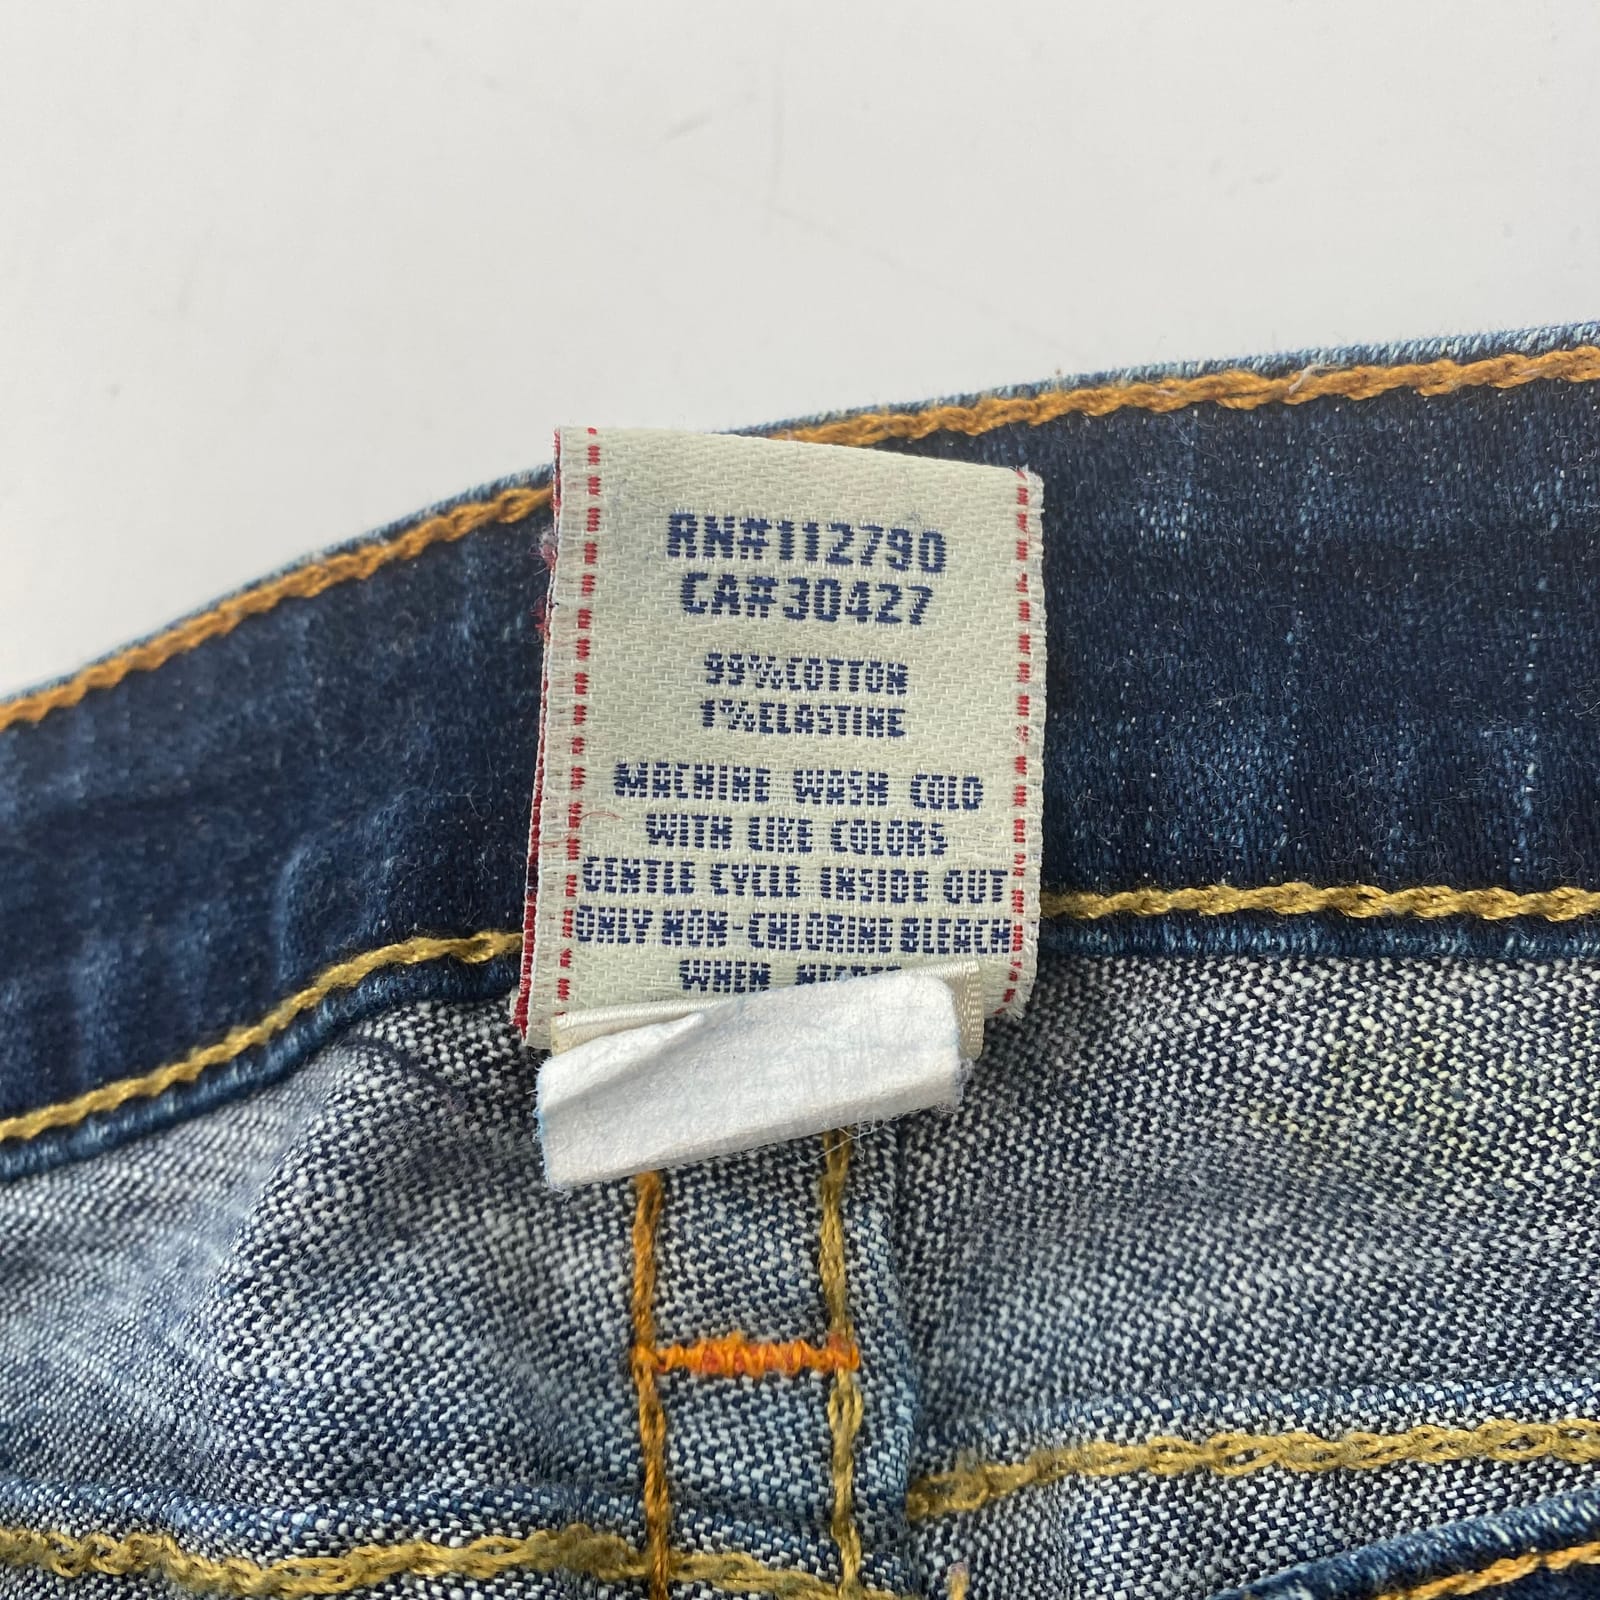 RN#112790
CA#30427
99%COTTON
1%ELASTINE
MACHINE WASH COLD
WITH LIKE COLORS
GENTLE CYCLE INSIDE OUT
ONLY NON-CHLORINE BLEACH
WHEN